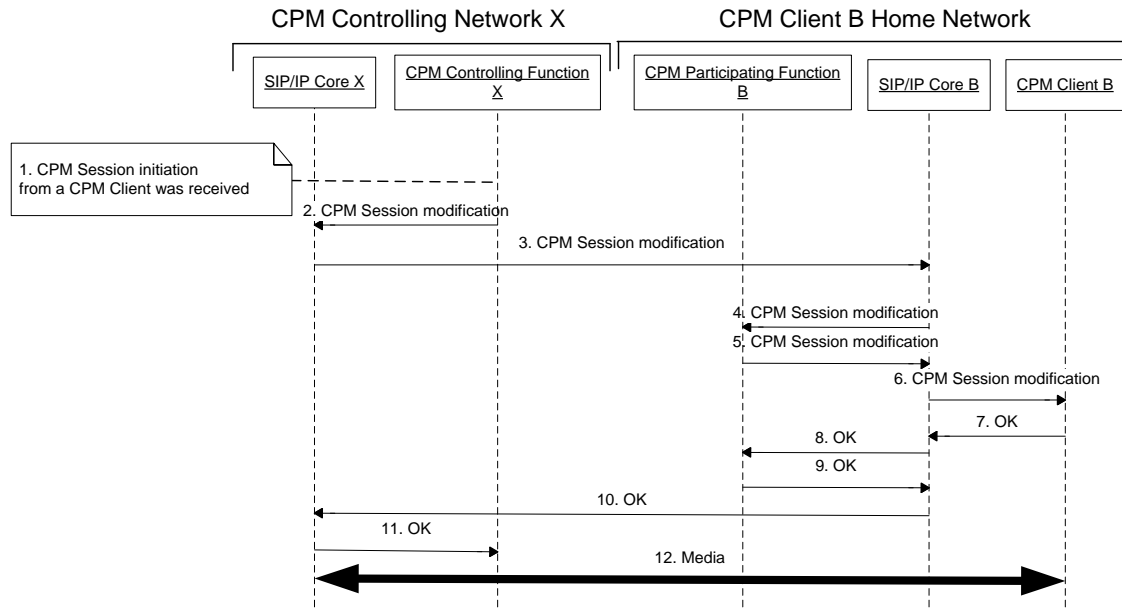 CPM Controlling Network X
CPM Client B Home Network
SIP/IP Core X
CPM Controlling Function
X
CPM Participating Function
B
SIP/IP Core B
CPM Client B
1. CPM Session initiation
from a CPM Client was received
2. CPM Session modification
3. CPM Session modification
4. CPM Session modification
5. CPM Session modification
6. CPM Session modification
7. OK
8. OK
9. OK
10. OK
11. OK
12. Media